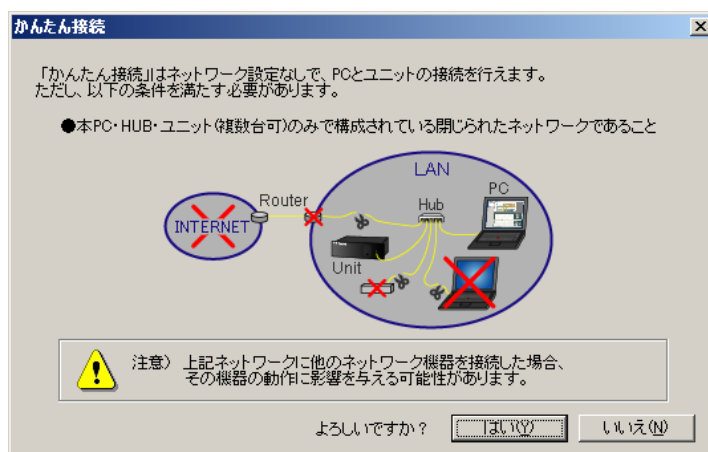 かんたん接続
「かんたん接続」はネットワーク設定なしで、PCとユニットの接続を行えます。
ただし、以下の条件を満たす必要があります。
●本PC・HUB・ユニット(複数台可)のみで構成されている閉じられたネットワークであること
LAN
PC
Router
Hub
INTERNET
Unit
注意） 上記ネットワークに他のネットワーク機器を接続した場合、
その機器の動作に影響を与える可能性があります。
よろしいですか？ はい(Y) いいえ(N)